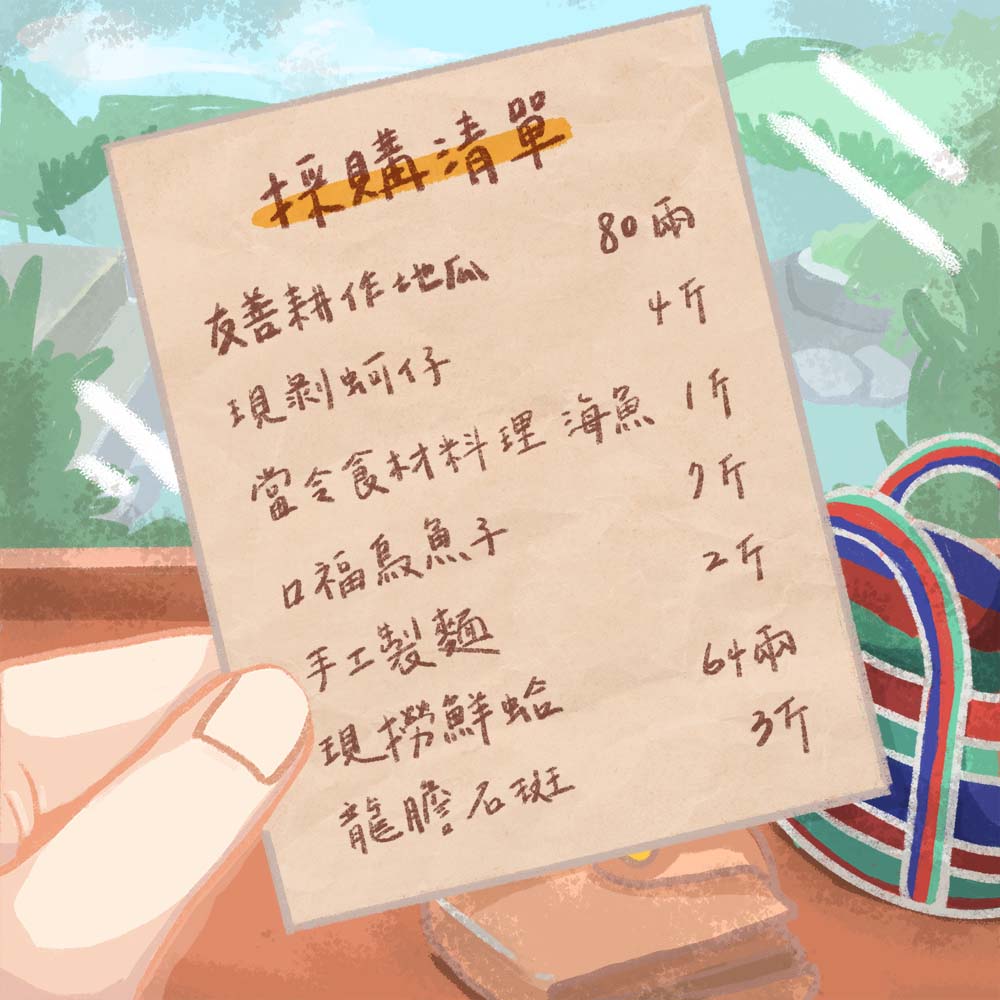 採購清單
友善耕作地瓜 80兩
現剥蚵仔 4斤
當令食材料理 海魚 1斤
口福烏魚子 7斤
手工製麵 2斤
現撈鮮蛤 64兩
龍膽石斑 3斤